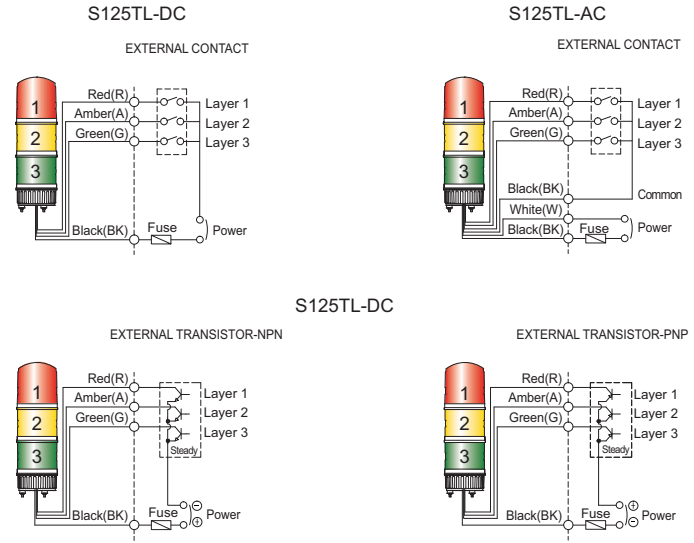 S125TL-DC
EXTERNAL CONTACT
Red(R)
Amber(A)
Green(G)
Layer 1
Layer 2
Layer 3
1
2
3
Black(BK)
Fuse
Power
S125TL-AC
EXTERNAL CONTACT
Red(R)
Amber(A)
Green(G)
Layer 1
Layer 2
Layer 3
1
2
3
Black(BK)
Common
White(W)
Black(BK)
Fuse
Power
S125TL-DC
EXTERNAL TRANSISTOR-NPN
Red(R)
Amber(A)
Green(G)
Layer 1
Layer 2
Layer 3
Steady
1
2
3
Black(BK)
Fuse
Power
EXTERNAL TRANSISTOR-PNP
Red(R)
Amber(A)
Green(G)
Layer 1
Layer 2
Layer 3
Steady
1
2
3
Black(BK)
Fuse
Power